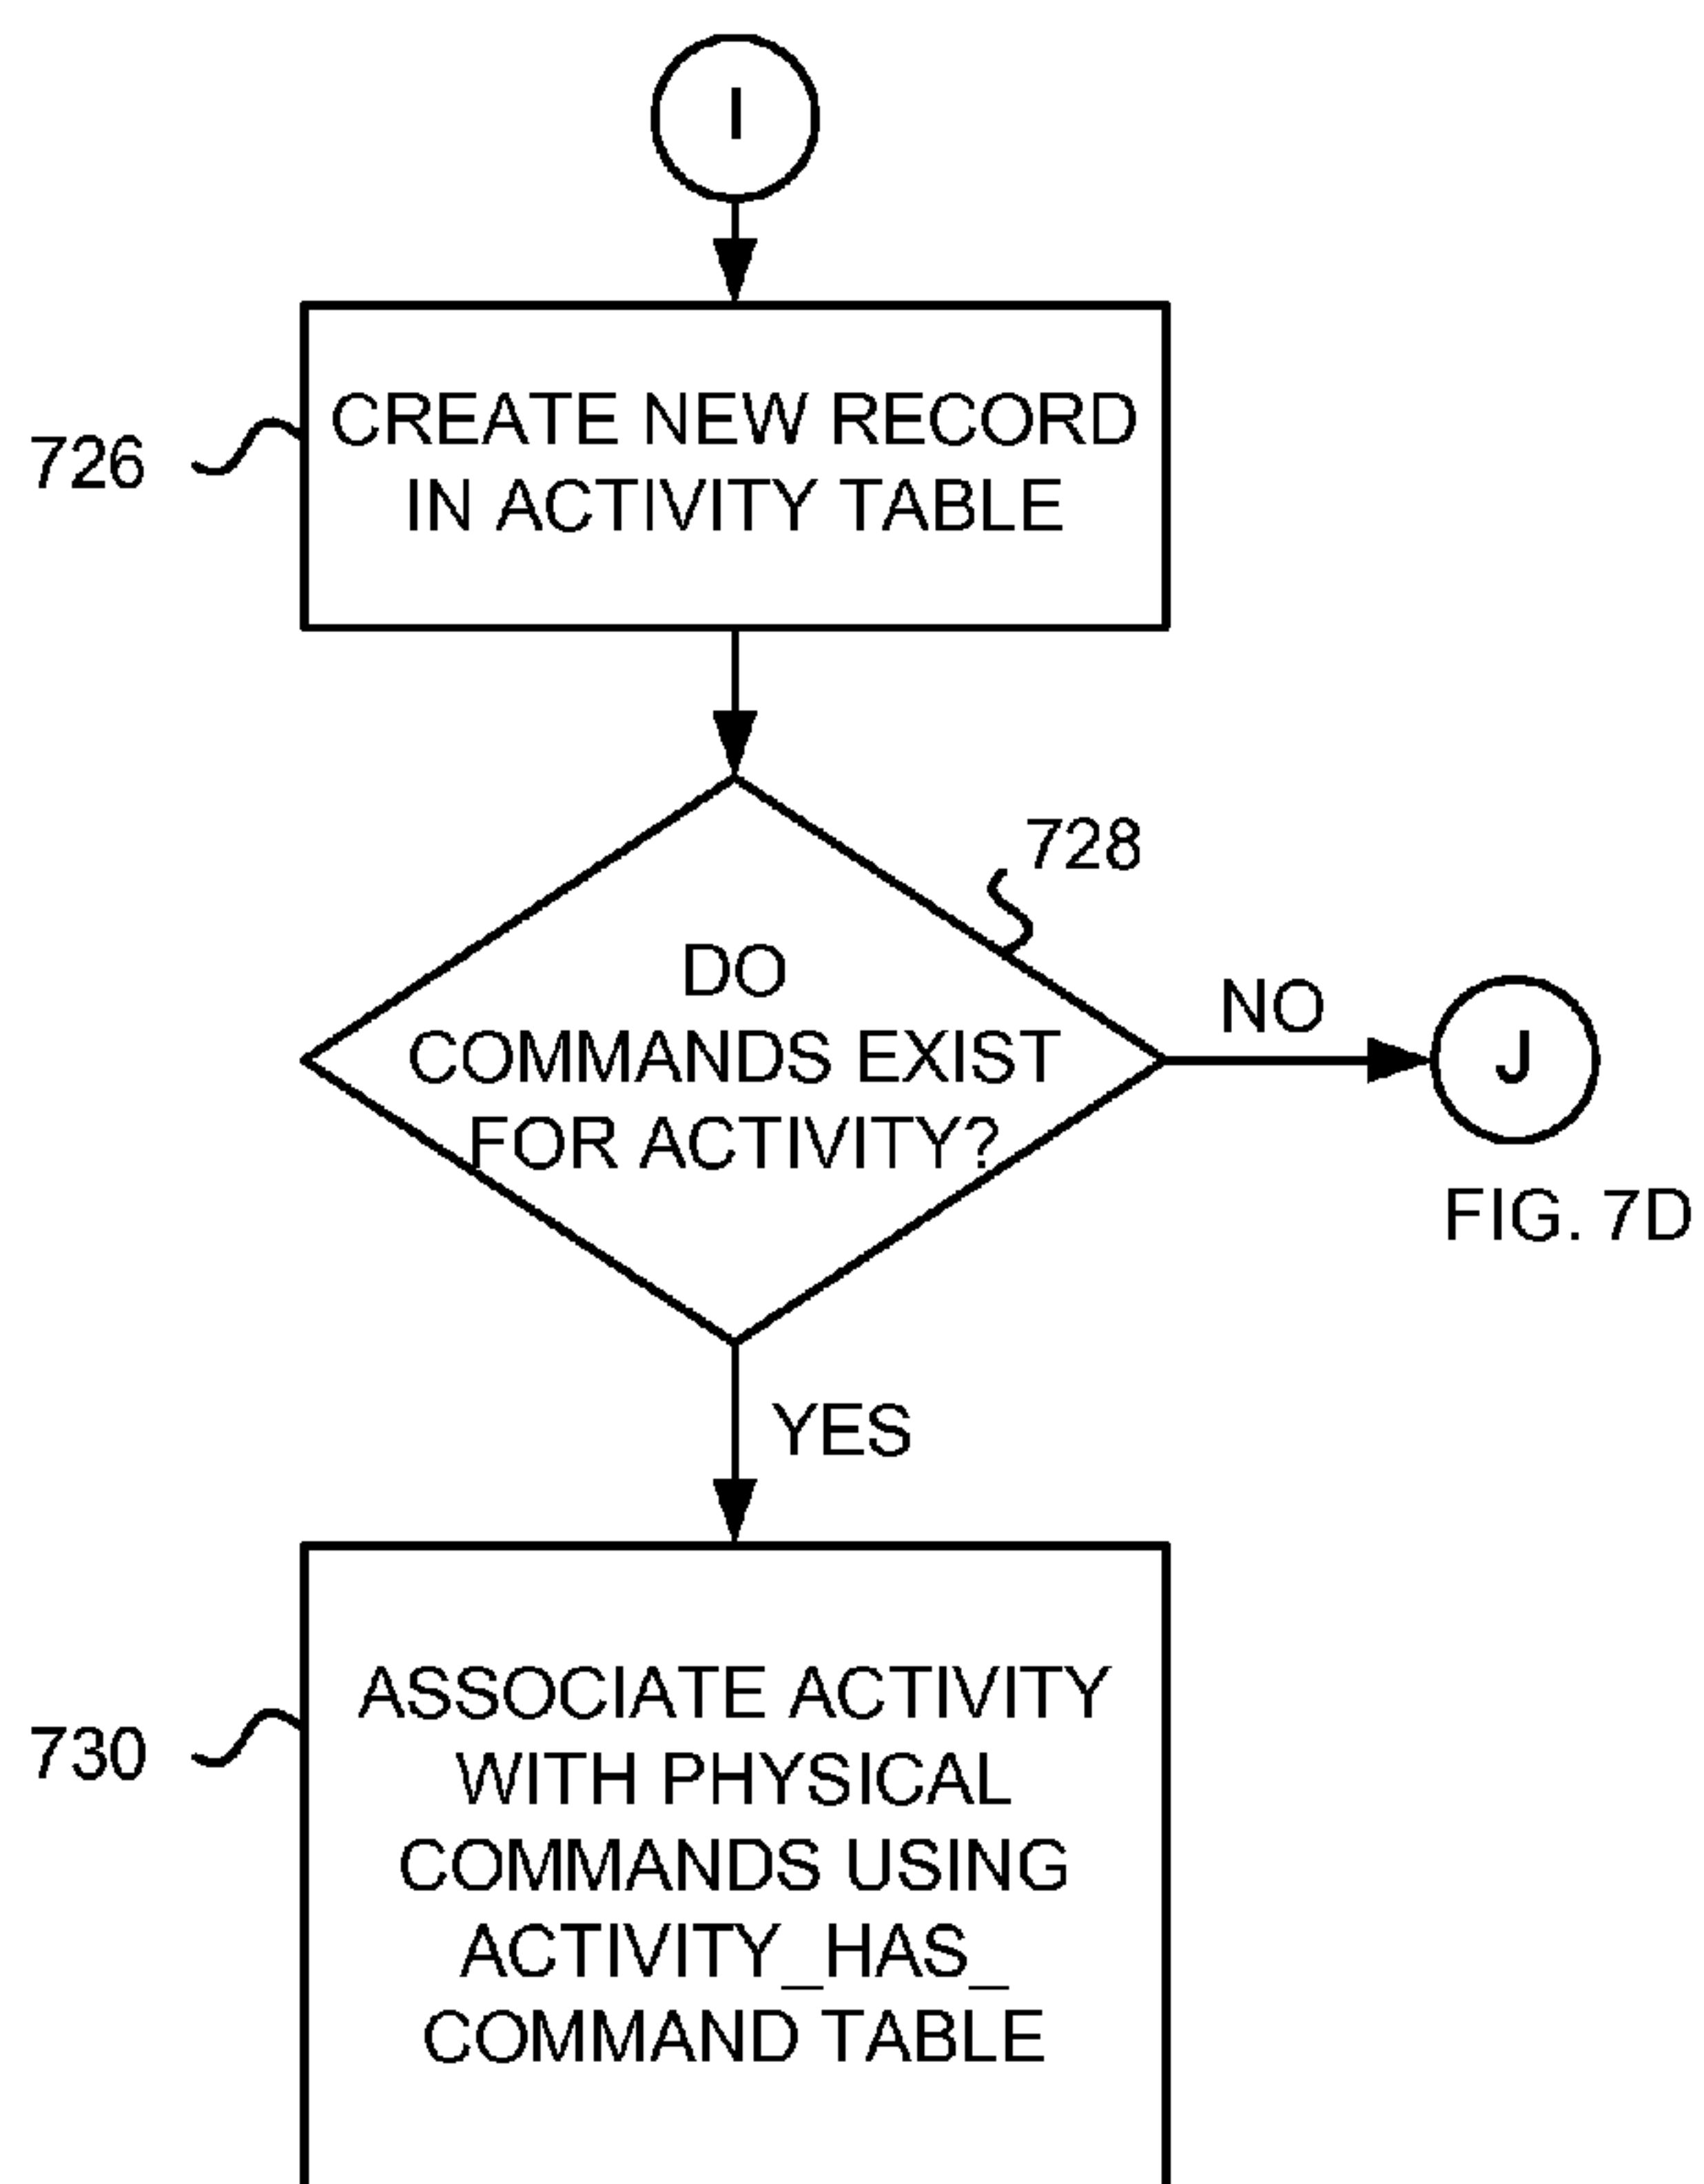 I
CREATE NEW RECORD
IN ACTIVITY TABLE
726
728
DO
COMMANDS EXIST
FOR ACTIVITY?
NO
J
FIG. 7D
YES
ASSOCIATE ACTIVITY
WITH PHYSICAL
COMMANDS USING
ACTIVITY_HAS_
COMMAND TABLE
730